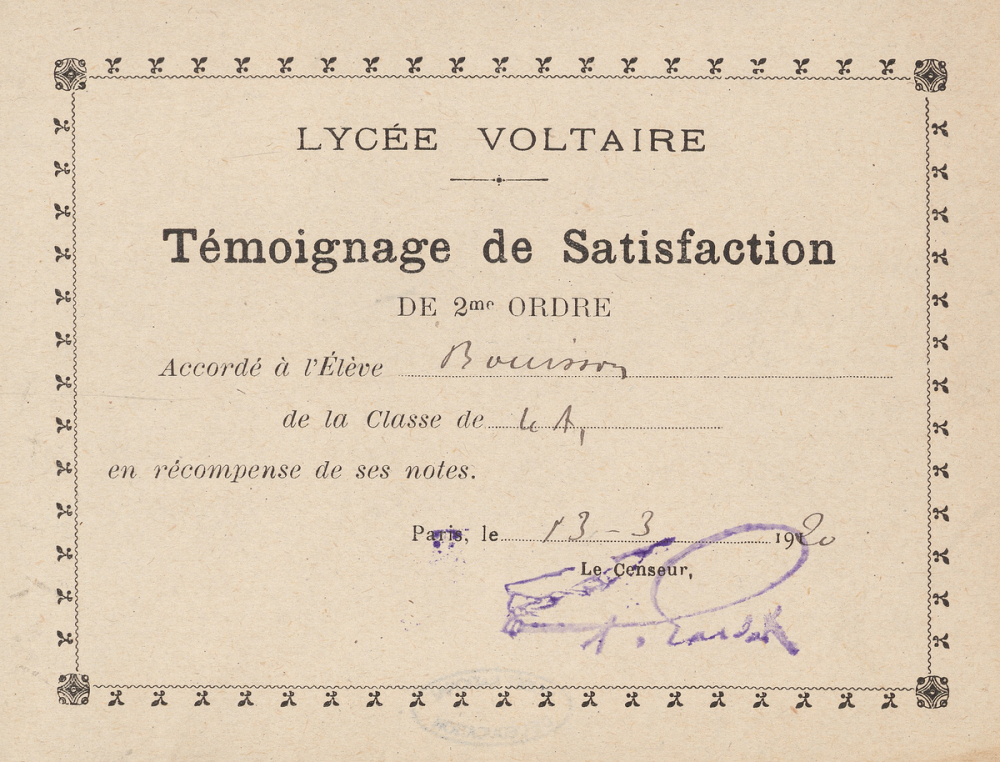 LYCÉE VOLTAIRE
Témoignage de Satisfaction
DE 2me ORDRE
Accordé à l'Élève Bouisson
de la Classe de 4 A,
en récompense de ses notes.
Paris, le 13-3 1920
Le Censeur,